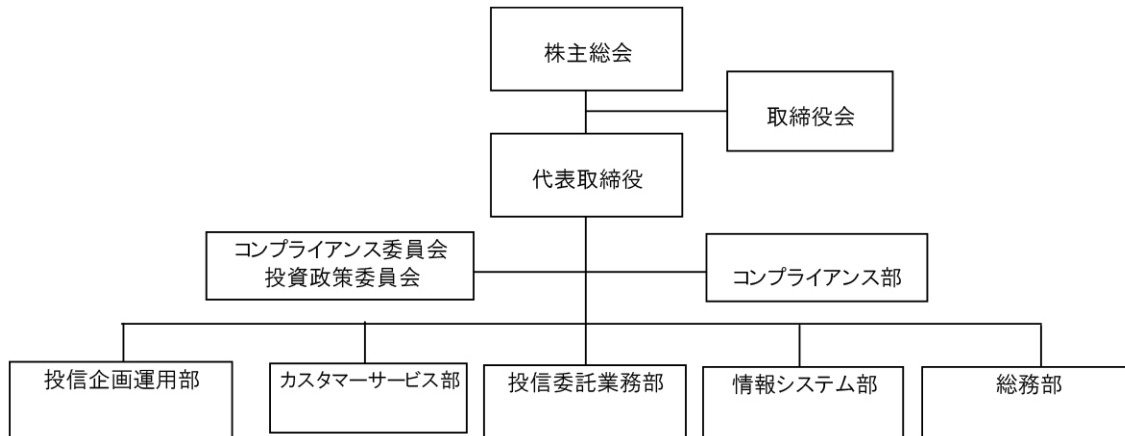 株主総会
取締役会
代表取締役
コンプライアンス委員会
投資政策委員会
コンプライアンス部
投信企画運用部
カスタマーサービス部
投信委託業務部
情報システム部
総務部